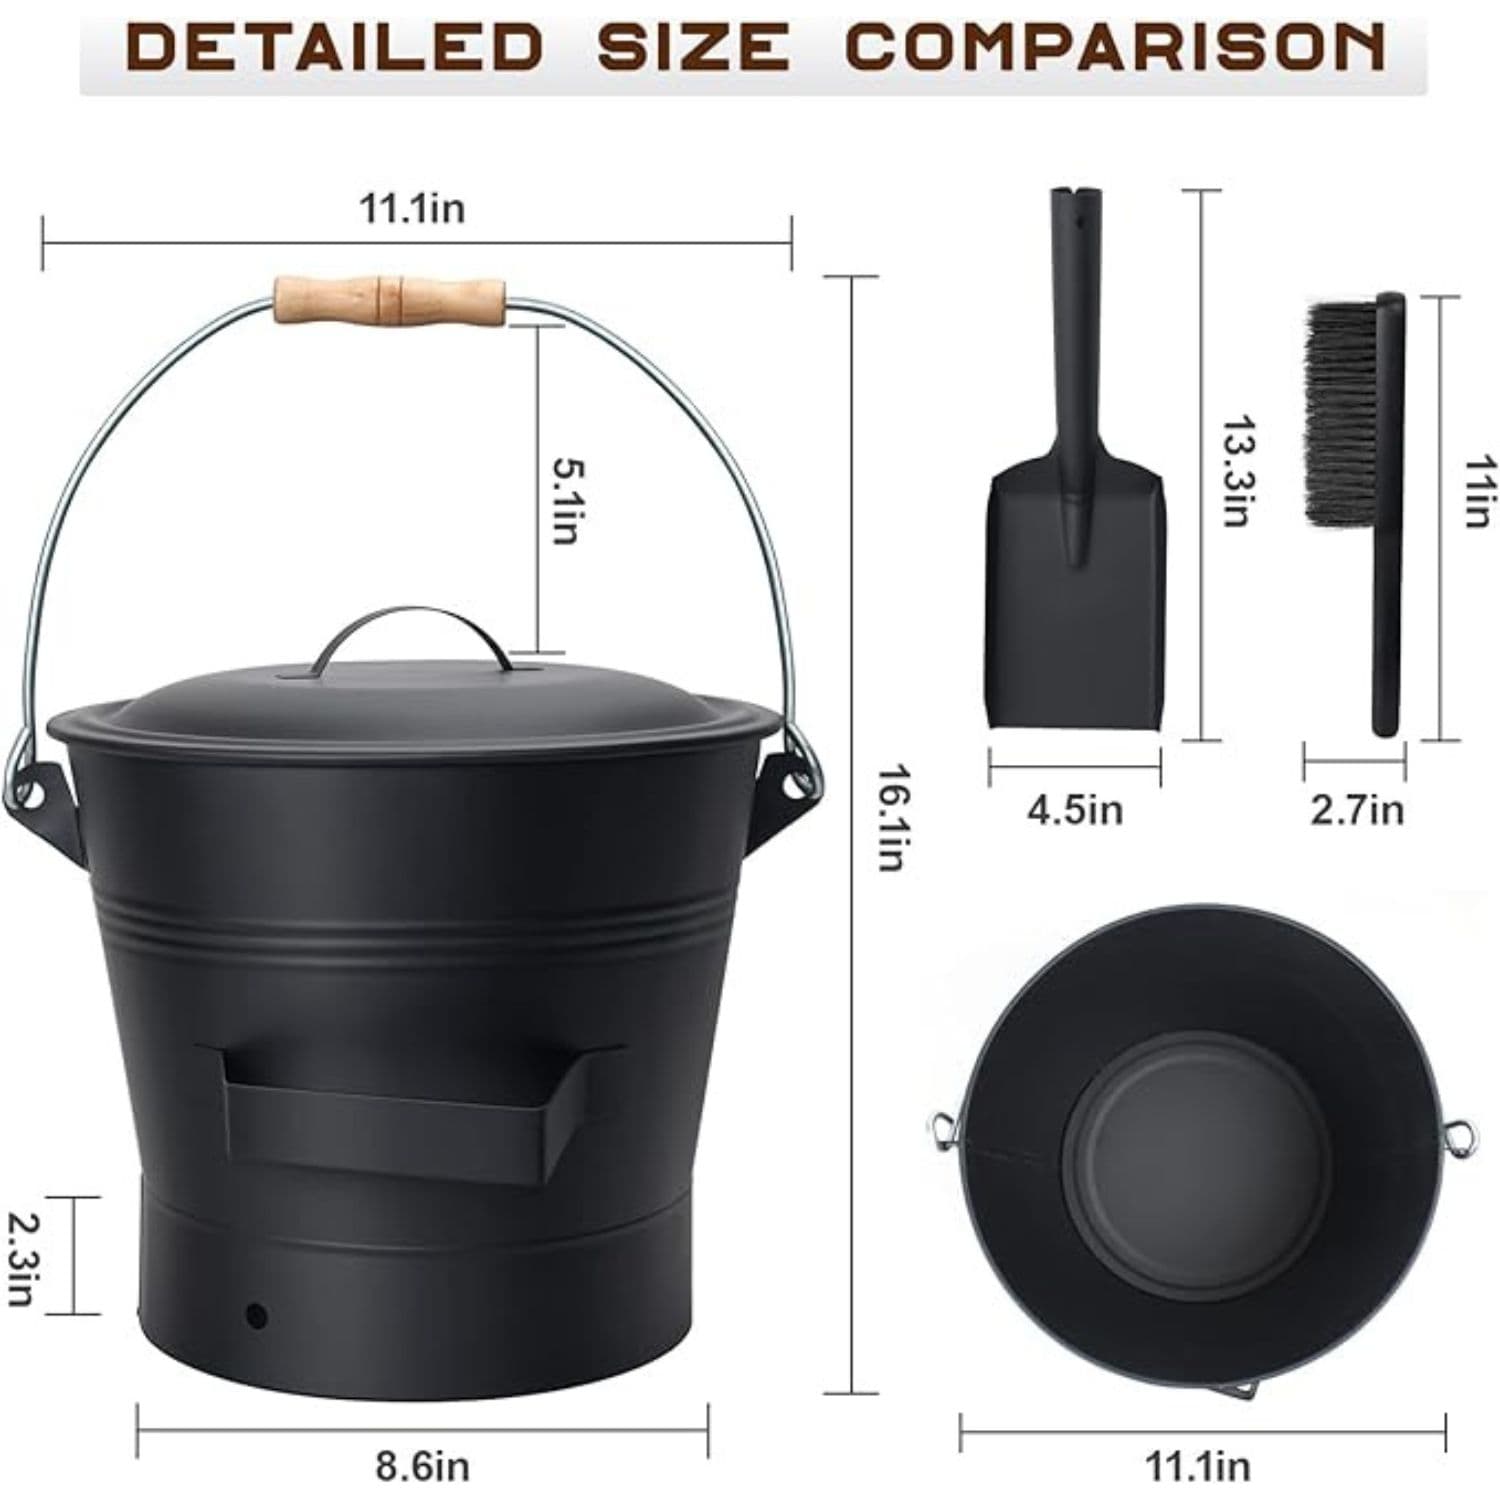 DETAILED SIZE COMPARISON
11.1in
5.1in
16.1in
2.3in
8.6in
13.3in
4.5in
11in
2.7in
11.1in